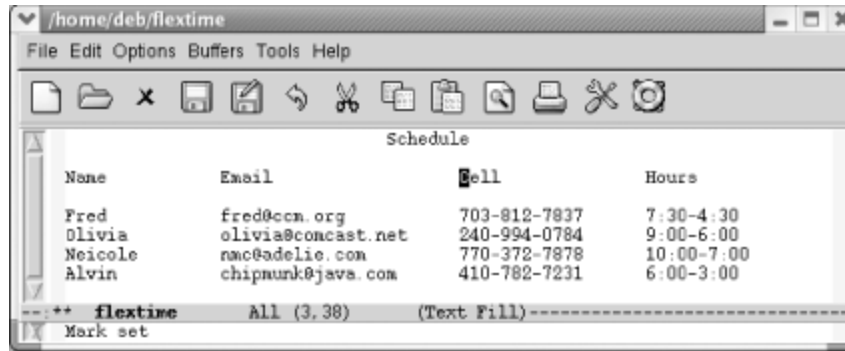 /home/deb/flextime
File Edit Options Buffers Tools Help
Schedule
Name Email Cell Hours
Fred fred@ccm.org 703-812-7837 7:30-4:30
Olivia olivia@comcast.net 240-994-0784 9:00-6:00
Neicole nmc@adelie.com 770-372-7878 10:00-7:00
Alvin chipmunk@java.com 410-782-7231 6:00-3:00
--:** flextime All (3,38) (Text Fill)------------------------------
Mark set